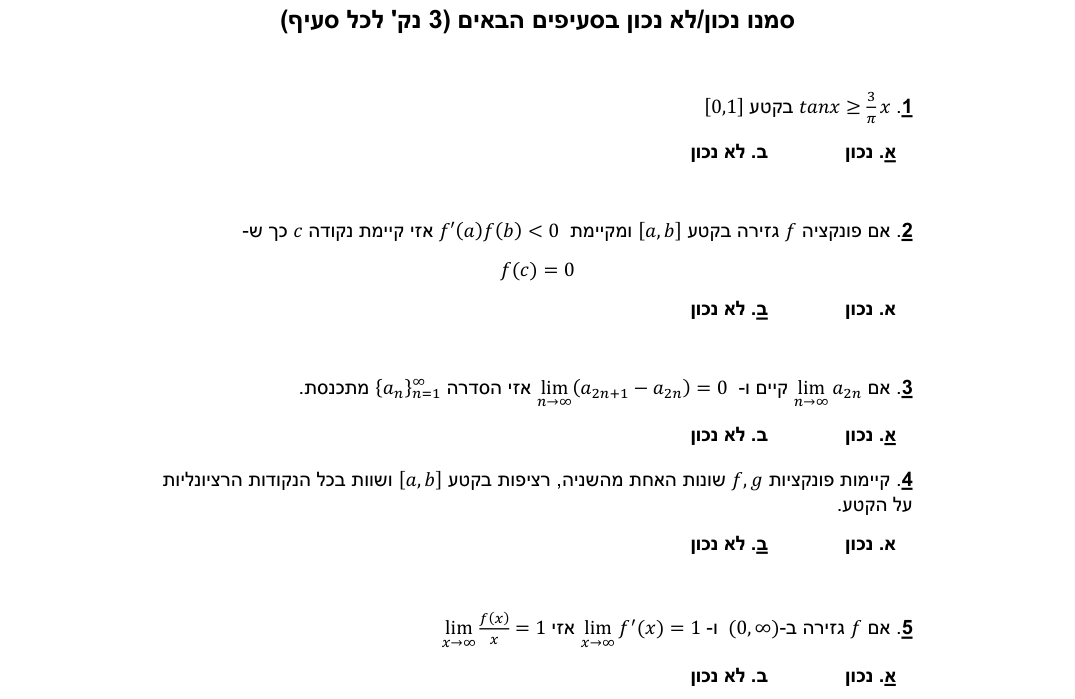 סמנו נכון/לא נכון בסעיפים הבאים (3 נק' לכל סעיף)
1. tanx ≥ \frac{3}{π}x בקטע [0,1]
א. נכון ב. לא נכון
2. אם פונקציה f גזירה בקטע [a,b] ומקיימת f′(a)f(b) < 0 אזי קיימת נקודה c כך ש-
f(c) = 0
א. נכון ב. לא נכון
3. אם \lim_{n→∞} a_{2n} קיים ו- \lim_{n→∞}(a_{2n+1} − a_{2n}) = 0 אזי הסדרה {a_n}_{n=1}^{∞} מתכנסת.
א. נכון ב. לא נכון
4. קיימות פונקציות f,g שונות האחת מהשניה, רציפות בקטע [a,b] ושוות בכל הנקודות הרציונליות
על הקטע.
א. נכון ב. לא נכון
5. אם f גזירה ב-(0,∞) ו- \lim_{x→∞} f′(x) = 1 אזי \lim_{x→∞} \frac{f(x)}{x} = 1
א. נכון ב. לא נכון